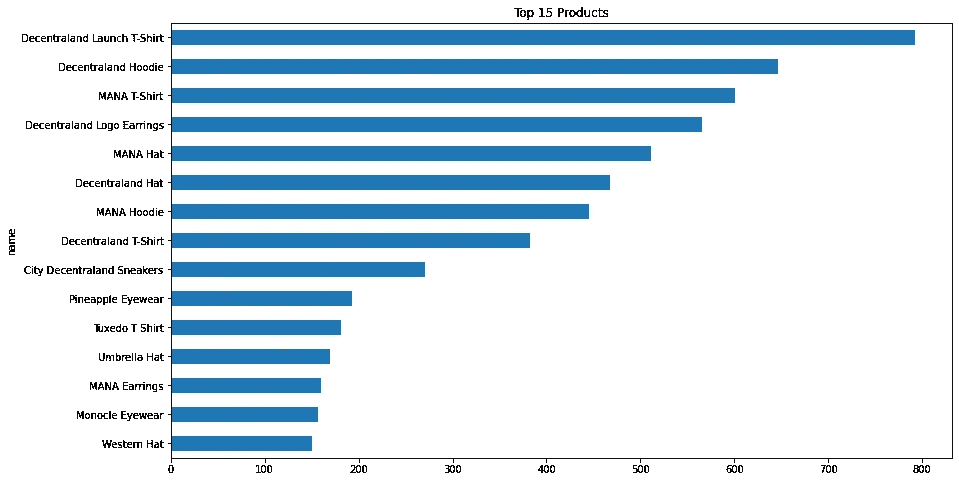 Top 15 Products
Decentraland Launch T-Shirt
Decentraland Hoodie
MANA T-Shirt
Decentraland Logo Earrings
MANA Hat
Decentraland Hat
MANA Hoodie
Decentraland T-Shirt
City Decentraland Sneakers
Pineapple Eyewear
Tuxedo T Shirt
Umbrella Hat
MANA Earrings
Monocle Eyewear
Western Hat
name
0 100 200 300 400 500 600 700 800